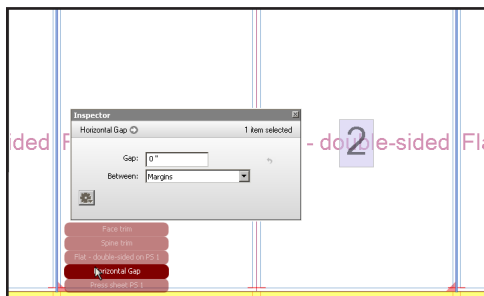 Inspector
Horizontal Gap
1 item selected
ided F
- double-sided Fla
2
Gap: 0 "
Between: Margins
Face trim
Spine trim
Flat - double-sided on PS 1
Horizontal Gap
Press sheet PS 1